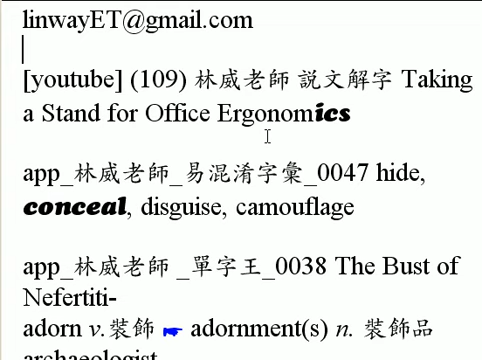 linwayET@gmail.com
[youtube] (109) 林威老師 説文解字 Taking
a Stand for Office Ergonomics
app_林威老師_易混淆字彙_0047 hide,
conceal, disguise, camouflage
app_林威老師 _單字王_0038 The Bust of
Nefertiti-
adorn v.裝飾 ☛ adornment(s) n. 裝飾品
archaeologist